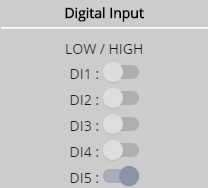 Digital Input
LOW / HIGH
DI1 :
DI2 :
DI3 :
DI4 :
DI5 :